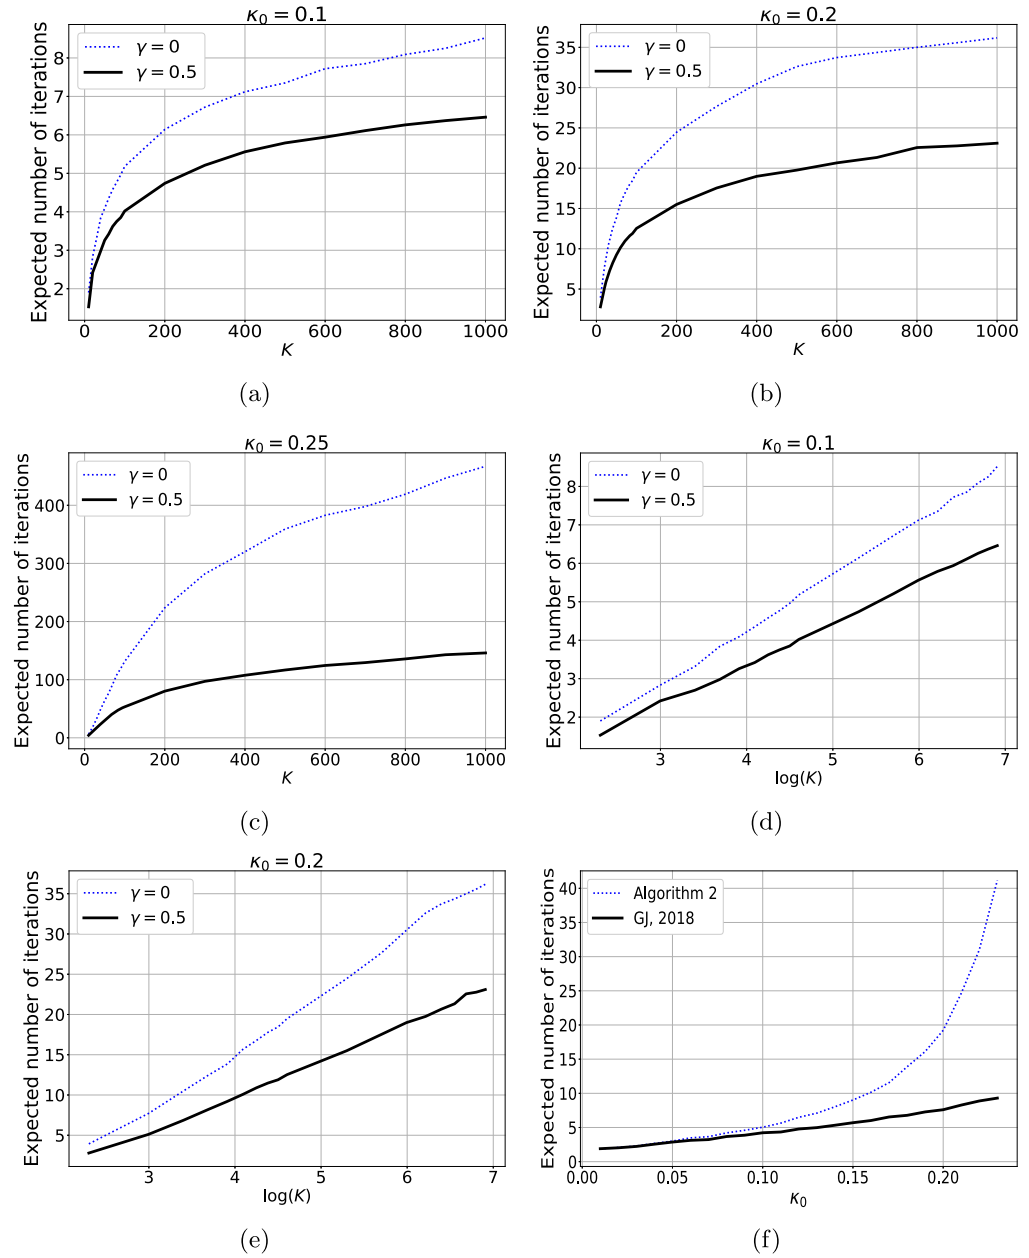 κ₀ = 0.1
Expected number of iterations
8
7
6
5
4
3
2
γ = 0
γ = 0.5
0 200 400 600 800 1000
K
(a)
κ₀ = 0.2
Expected number of iterations
35
30
25
20
15
10
5
γ = 0
γ = 0.5
0 200 400 600 800 1000
K
(b)
κ₀ = 0.25
Expected number of iterations
400
300
200
100
0
γ = 0
γ = 0.5
0 200 400 600 800 1000
K
(c)
κ₀ = 0.1
Expected number of iterations
8
7
6
5
4
3
2
γ = 0
γ = 0.5
3 4 5 6 7
log(K)
(d)
κ₀ = 0.2
Expected number of iterations
35
30
25
20
15
10
5
γ = 0
γ = 0.5
3 4 5 6 7
log(K)
(e)
Expected number of iterations
40
35
30
25
20
15
10
5
0
Algorithm 2
GJ, 2018
0.00 0.05 0.10 0.15 0.20
κ₀
(f)